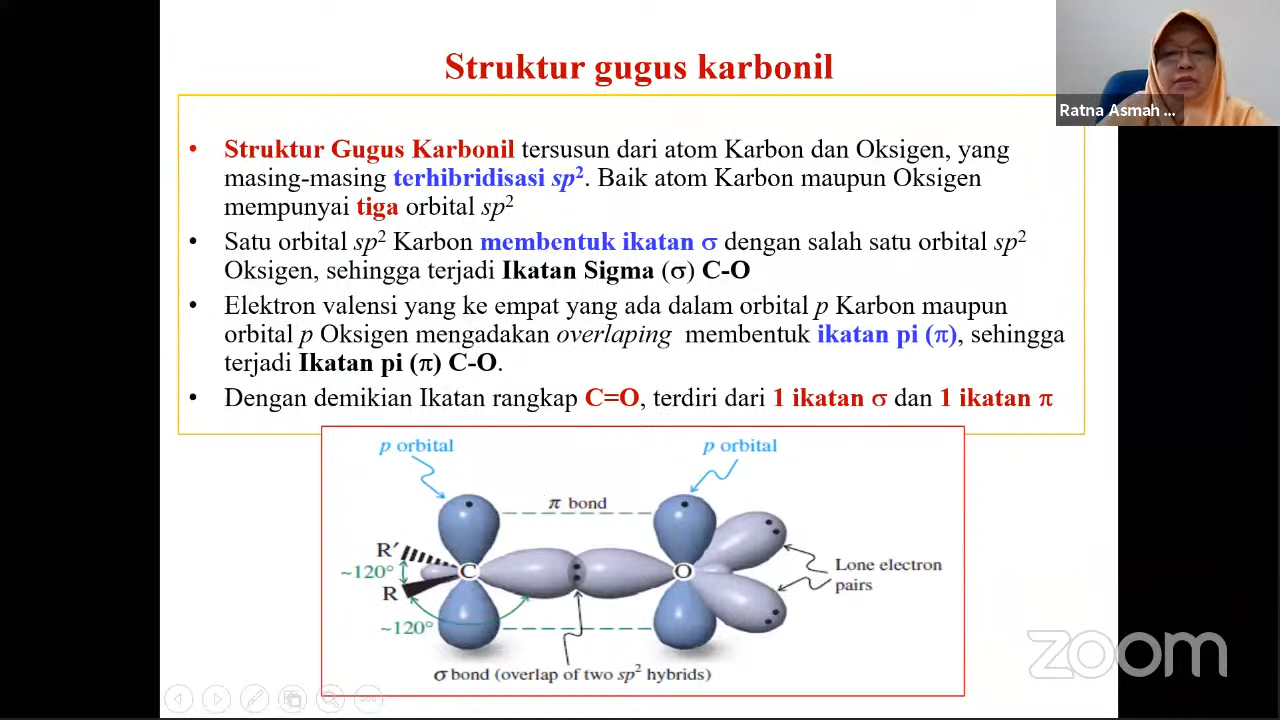 Struktur gugus karbonil
Ratna Asmah ...
• Struktur Gugus Karbonil tersusun dari atom Karbon dan Oksigen, yang
masing-masing terhibridisasi sp². Baik atom Karbon maupun Oksigen
mempunyai tiga orbital sp²
• Satu orbital sp² Karbon membentuk ikatan σ dengan salah satu orbital sp²
Oksigen, sehingga terjadi Ikatan Sigma (σ) C-O
• Elektron valensi yang ke empat yang ada dalam orbital p Karbon maupun
orbital p Oksigen mengadakan overlaping membentuk ikatan pi (π), sehingga
terjadi Ikatan pi (π) C-O.
• Dengan demikian Ikatan rangkap C=O, terdiri dari 1 ikatan σ dan 1 ikatan π
p orbital
p orbital
π bond
R′
~120°
C
O
R
~120°
Lone electron
pairs
σ bond (overlap of two sp² hybrids)
zoom